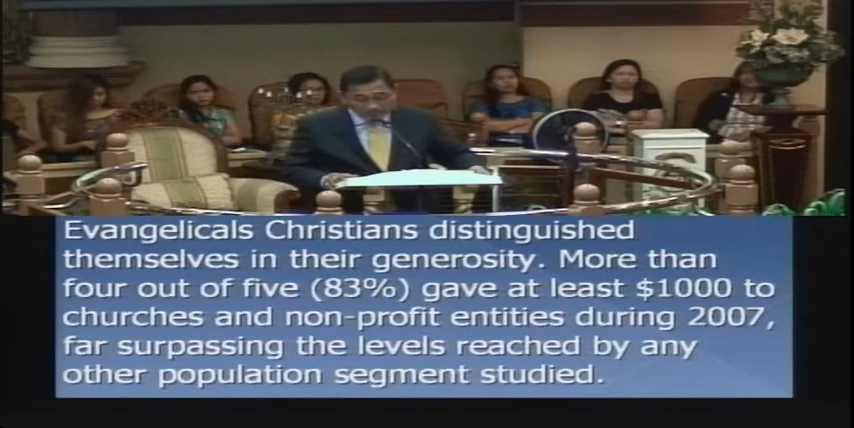 Evangelicals Christians distinguished
themselves in their generosity. More than
four out of five (83%) gave at least $1000 to
churches and non-profit entities during 2007,
far surpassing the levels reached by any
other population segment studied.